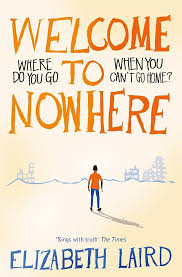 WELCOME
WHERE DO YOU GO
TO
WHEN YOU CAN'T GO HOME?
NOWHERE
'Sings with truth' The Times
ELIZABETH LAIRD